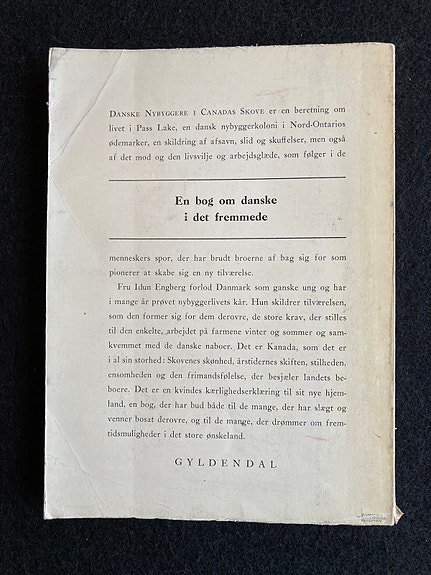 DANSKE NYBYGGERE I CANADAS SKOVE er en beretning om
livet i Pass Lake, en dansk nybyggerkoloni i Nord-Ontarios
ødemarker, en skildring af afsavn, slid og skuffelser, men også
af det mod og den livsvilje og arbejdsglæde, som følger i de
En bog om danske
i det fremmede
menneskers spor, der har brudt broerne af bag sig for som
pionerer at skabe sig en ny tilværelse.
Fru Idun Engberg forlod Danmark som ganske ung og har
i mange år prøvet nybyggerlivets kår. Hun skildrer tilværelsen,
som den former sig for dem derovre, de store krav, der stilles
til den enkelte, arbejdet på farmene vinter og sommer og sam-
kvemmet med de danske naboer. Det er Kanada, som det er
i al sin storhed: Skovenes skønhed, årstidernes skiften, stilheden,
ensomheden og den frimandsfølelse, der besjæler landets be-
boere. Det er en kvindes kærlighedserklæring til sit nye hjem-
land, en bog, der har bud både til de mange, der har slægt og
venner bosat derovre, og til de mange, der drømmer om frem-
tidsmuligheder i det store ønskeland.
GYLDENDAL